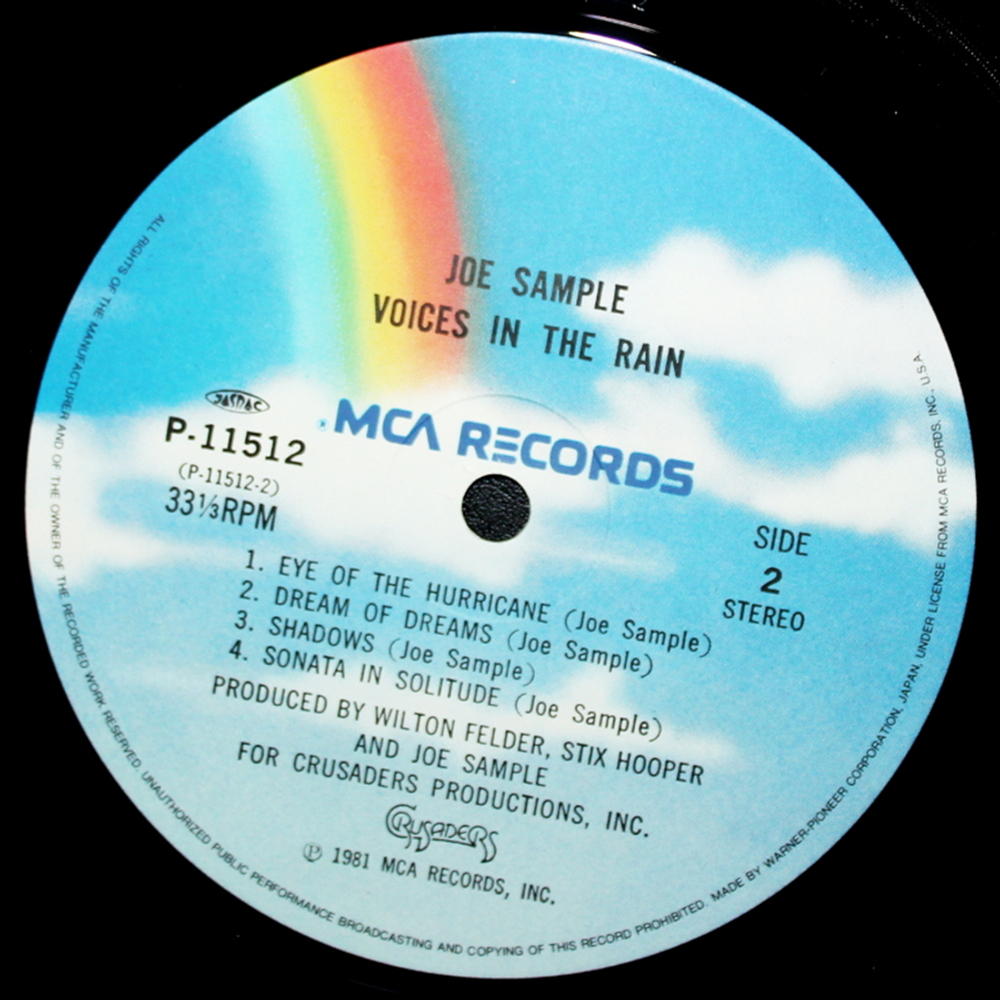 JOE SAMPLE
VOICES IN THE RAIN
JASRAC
P-11512
(P-11512-2)
33⅓RPM
MCA RECORDS
SIDE
2
STEREO
1. EYE OF THE HURRICANE (Joe Sample)
2. DREAM OF DREAMS (Joe Sample)
3. SHADOWS (Joe Sample)
4. SONATA IN SOLITUDE (Joe Sample)
PRODUCED BY WILTON FELDER, STIX HOOPER
AND JOE SAMPLE
FOR CRUSADERS PRODUCTIONS, INC.
CRUSADERS
℗ 1981 MCA RECORDS, INC.
ALL RIGHTS OF THE MANUFACTURER AND OF THE OWNER OF THE RECORDED WORK RESERVED. UNAUTHORIZED PUBLIC PERFORMANCE BROADCASTING AND COPYING OF THIS RECORD PROHIBITED. MADE BY WARNER-PIONEER CORPORATION, JAPAN, UNDER LICENSE FROM MCA RECORDS, INC., U.S.A.